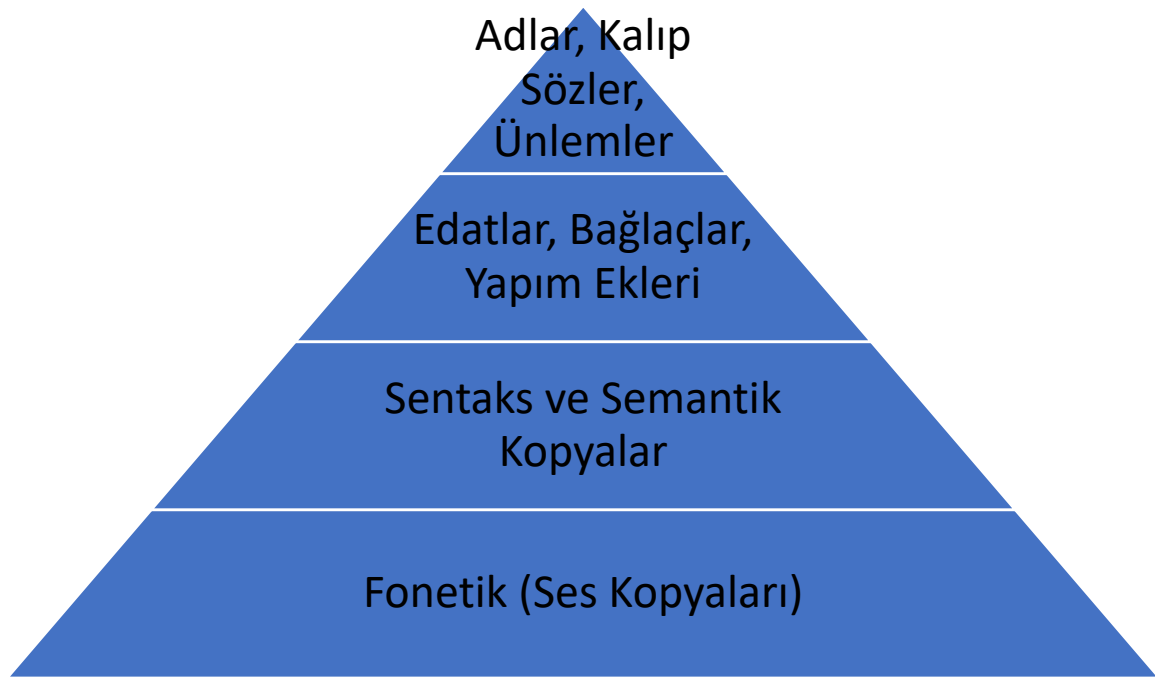 Adlar, Kalıp
Sözler,
Ünlemler
Edatlar, Bağlaçlar,
Yapım Ekleri
Sentaks ve Semantik
Kopyalar
Fonetik (Ses Kopyaları)